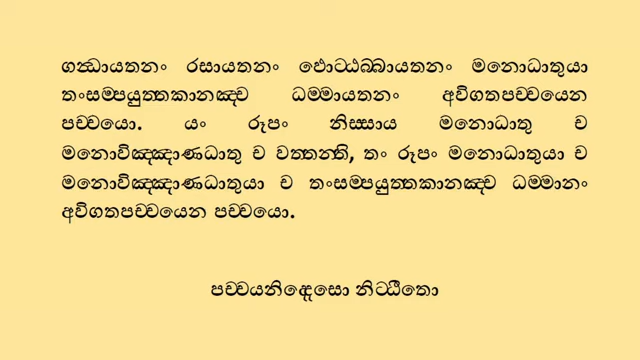 ගන්‍ධායතනං රසායතනං ඵොට්ඨබ්බායතනං මනොධාතුයා
තංසම්පයුත්තකානඤ්ච ධම්මායතනං අවිගතපච්චයෙන
පච්චයො. යං රූපං නිස්සාය මනොධාතු ච
මනොවිඤ්ඤාණධාතු ච වත්තන්ති, තං රූපං මනොධාතුයා ච
මනොවිඤ්ඤාණධාතුයා ච තංසම්පයුත්තකානඤ්ච ධම්මානං
අවිගතපච්චයෙන පච්චයො.
පච්චයනිද්දෙසො නිට්ඨිතො